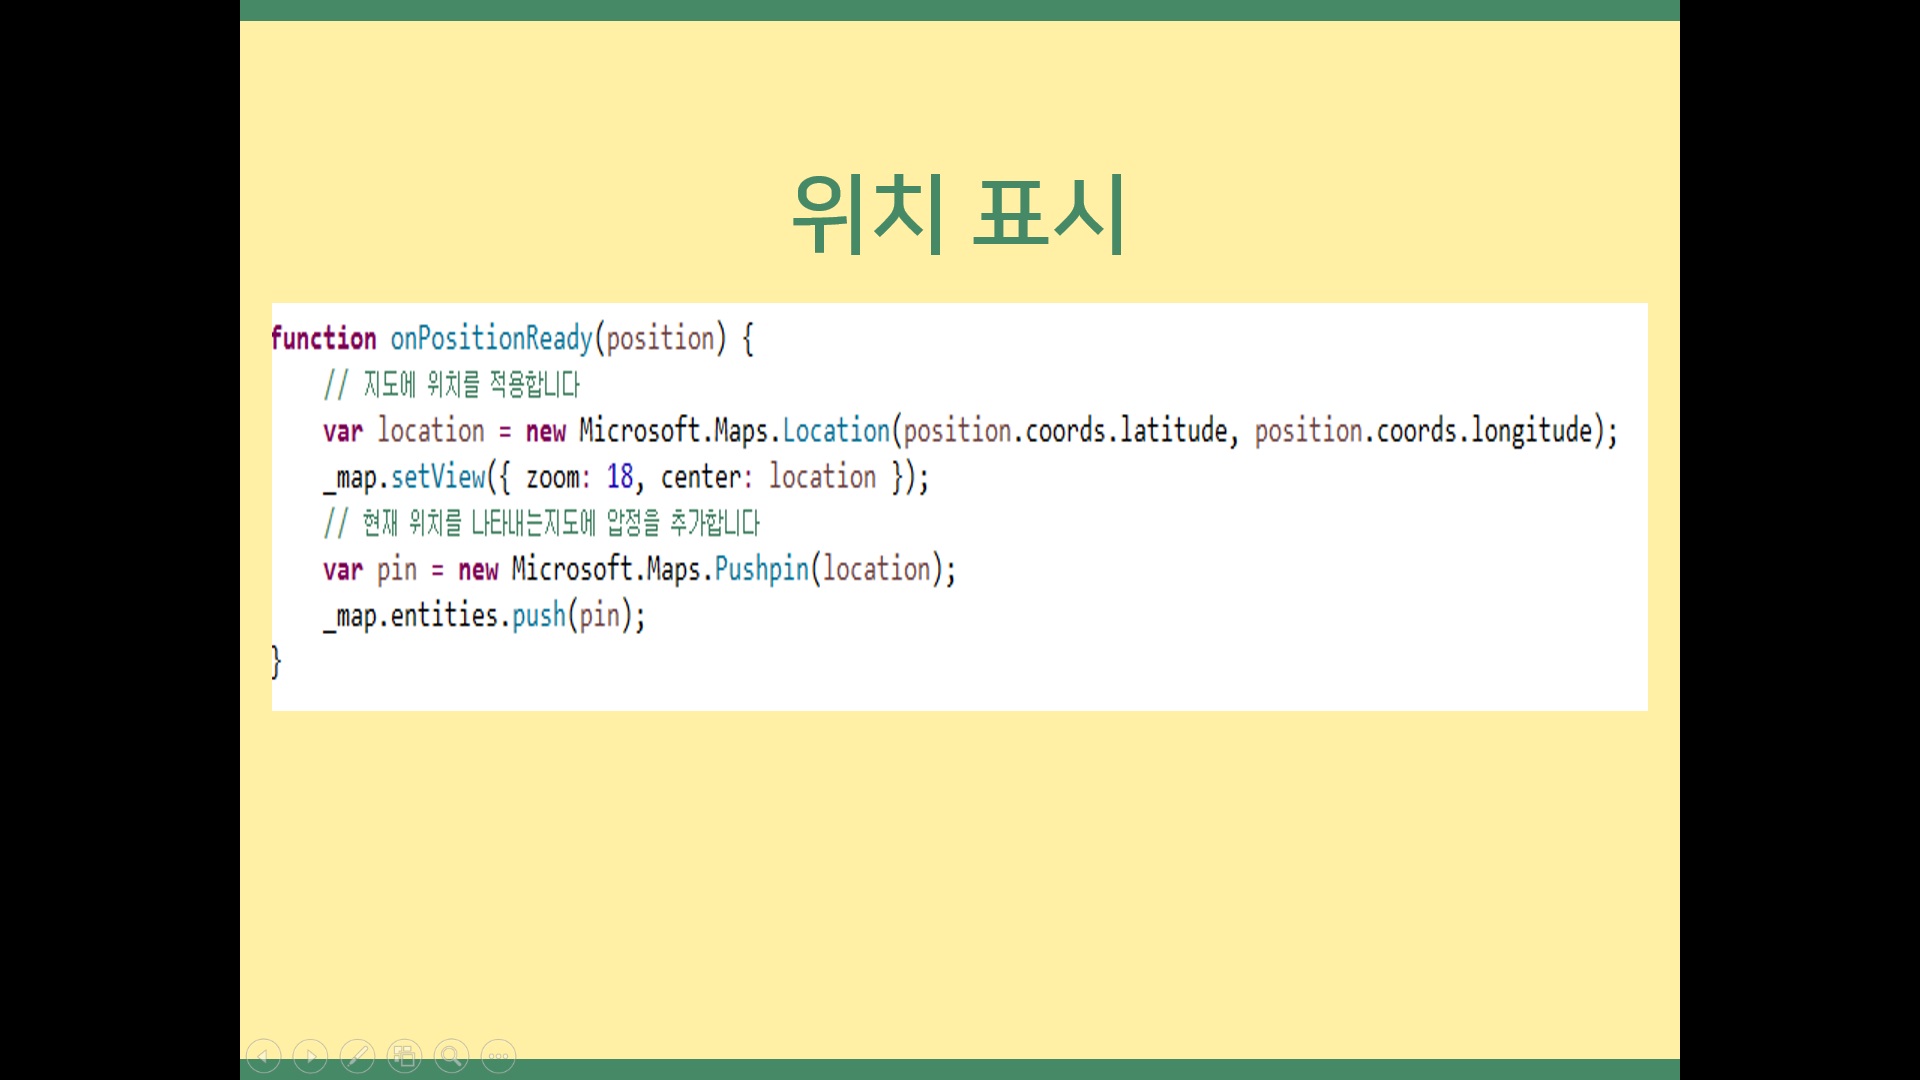 위치 표시
function onPositionReady(position) {
// 지도에 위치를 적용합니다
var location = new Microsoft.Maps.Location(position.coords.latitude, position.coords.longitude);
_map.setView({ zoom: 18, center: location });
// 현재 위치를 나타내는지도에 압정을 추가합니다
var pin = new Microsoft.Maps.Pushpin(location);
_map.entities.push(pin);
}